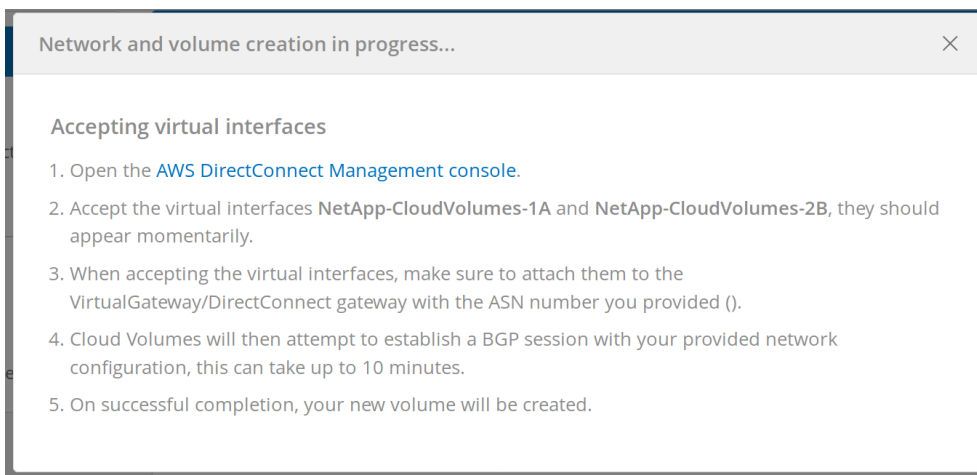 Network and volume creation in progress...
Accepting virtual interfaces
1. Open the AWS DirectConnect Management console.
2. Accept the virtual interfaces NetApp-CloudVolumes-1A and NetApp-CloudVolumes-2B, they should
appear momentarily.
3. When accepting the virtual interfaces, make sure to attach them to the
VirtualGateway/DirectConnect gateway with the ASN number you provided ().
4. Cloud Volumes will then attempt to establish a BGP session with your provided network
configuration, this can take up to 10 minutes.
5. On successful completion, your new volume will be created.